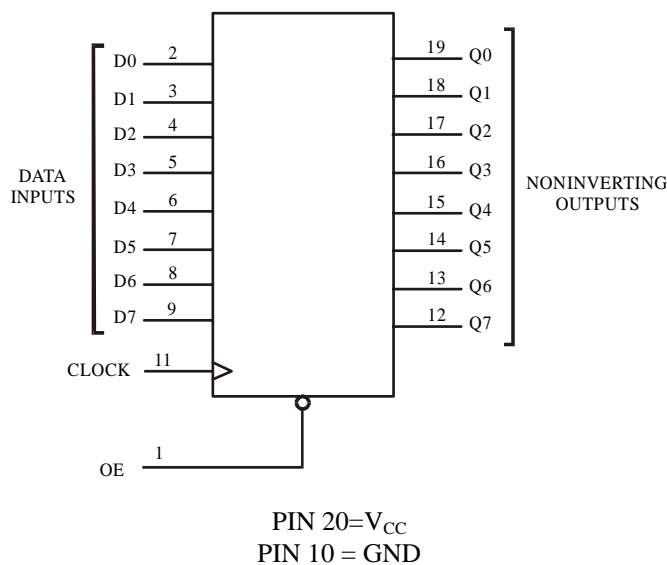 D0 2 19 Q0
D1 3 18 Q1
D2 4 17 Q2
DATA
INPUTS
D3 5 16 Q3
NONINVERTING
OUTPUTS
D4 6 15 Q4
D5 7 14 Q5
D6 8 13 Q6
D7 9 12 Q7
CLOCK 11
OE 1
PIN 20=VCC
PIN 10 = GND